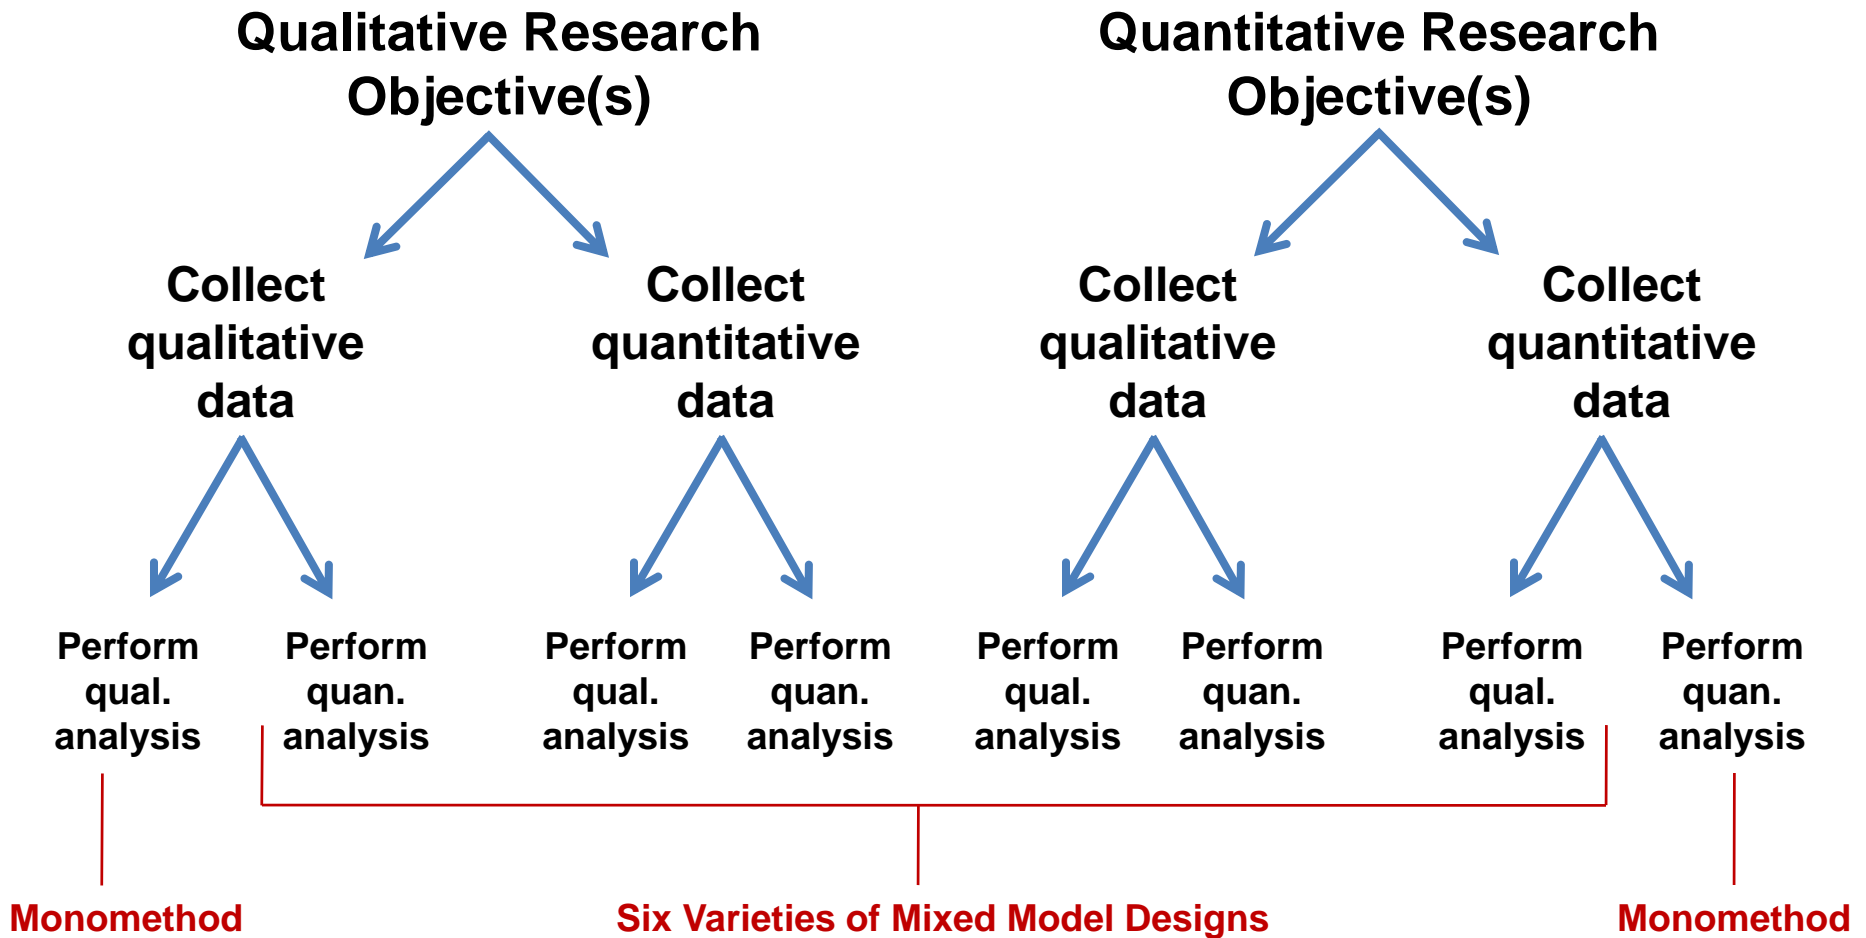 Qualitative Research
Objective(s)
Quantitative Research
Objective(s)
Collect
qualitative
data
Collect
quantitative
data
Collect
qualitative
data
Collect
quantitative
data
Perform
qual.
analysis
Perform
quan.
analysis
Perform
qual.
analysis
Perform
quan.
analysis
Perform
qual.
analysis
Perform
quan.
analysis
Perform
qual.
analysis
Perform
quan.
analysis
Monomethod
Six Varieties of Mixed Model Designs
Monomethod